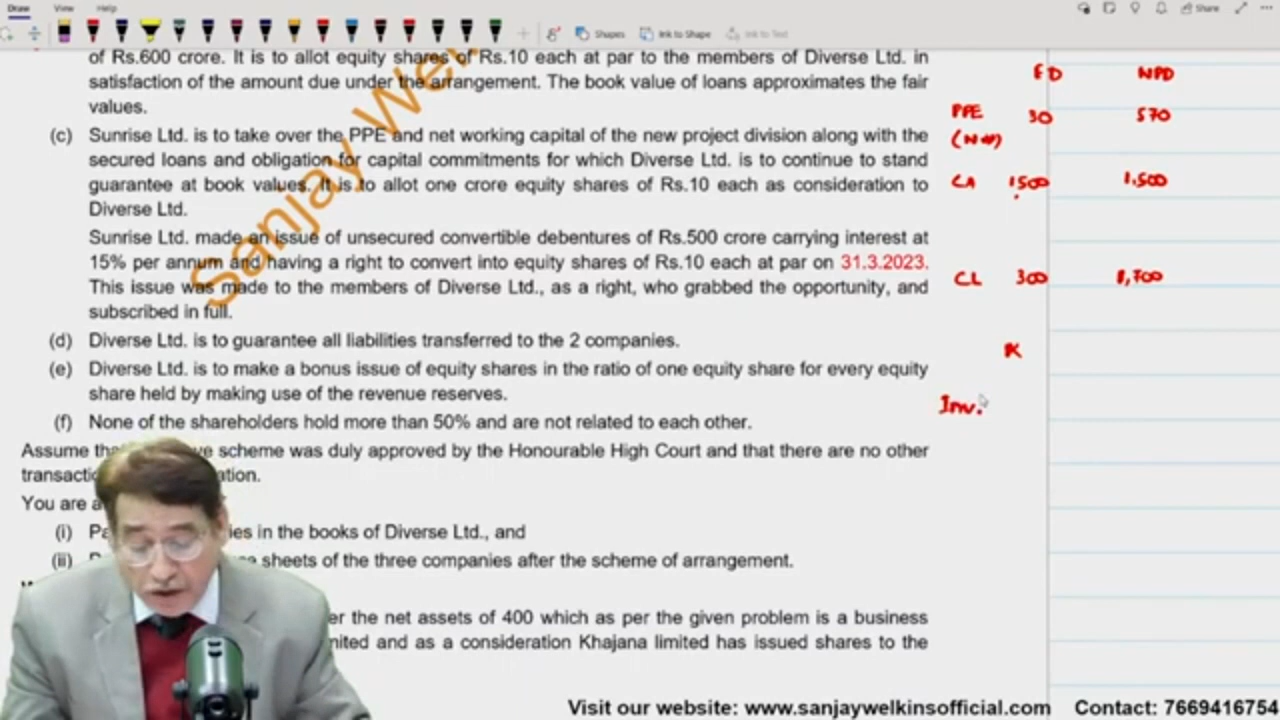 Draw View Help
Share
Shapes Ink to Shape Ink to Text
of Rs.600 crore. It is to allot equity shares of Rs.10 each at par to the members of Diverse Ltd. in
satisfaction of the amount due under the arrangement. The book value of loans approximates the fair
values.
(c) Sunrise Ltd. is to take over the PPE and net working capital of the new project division along with the
secured loans and obligation for capital commitments for which Diverse Ltd. is to continue to stand
guarantee at book values. It is to allot one crore equity shares of Rs.10 each as consideration to
Diverse Ltd.
Sunrise Ltd. made an issue of unsecured convertible debentures of Rs.500 crore carrying interest at
15% per annum and having a right to convert into equity shares of Rs.10 each at par on 31.3.2023.
This issue was made to the members of Diverse Ltd., as a right, who grabbed the opportunity, and
subscribed in full.
(d) Diverse Ltd. is to guarantee all liabilities transferred to the 2 companies.
(e) Diverse Ltd. is to make a bonus issue of equity shares in the ratio of one equity share for every equity
share held by making use of the revenue reserves.
(f) None of the shareholders hold more than 50% and are not related to each other.
Assume scheme was duly approved by the Honourable High Court and that there are no other
You are
(i) in the books of Diverse Ltd., and
(ii) sheets of the three companies after the scheme of arrangement.
the net assets of 400 which as per the given problem is a business
and as a consideration Khajana limited has issued shares to the
Sanjay
FD NPD
PPE 30 570
CA 1,500 1,500
CL 300 1,700
K
Inv.
Visit our website: www.sanjaywelkinsofficial.com Contact: 7669416754